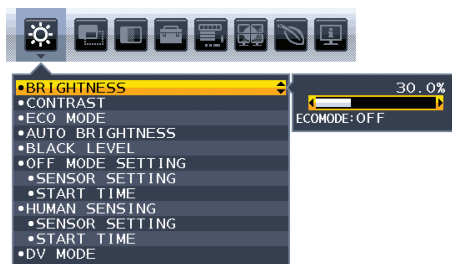 •BRIGHTNESS
30.0%
•CONTRAST
•ECO MODE
ECOMODE:OFF
•AUTO BRIGHTNESS
•BLACK LEVEL
•OFF MODE SETTING
•SENSOR SETTING
•START TIME
•HUMAN SENSING
•SENSOR SETTING
•START TIME
•DV MODE